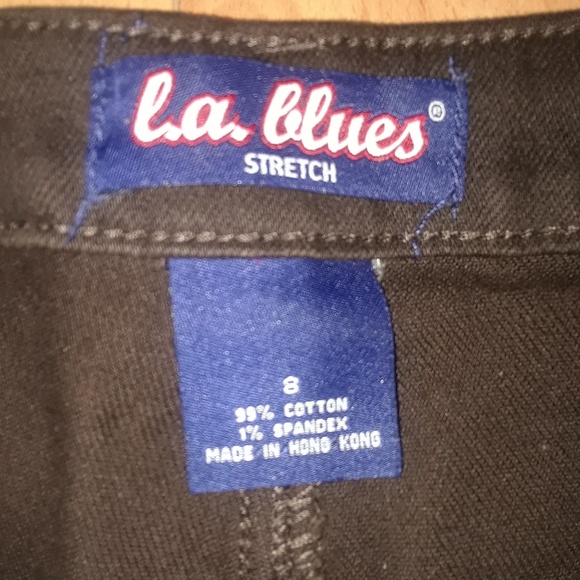 l.a. blues®
STRETCH
8
99% COTTON
1% SPANDEX
MADE IN HONG KONG